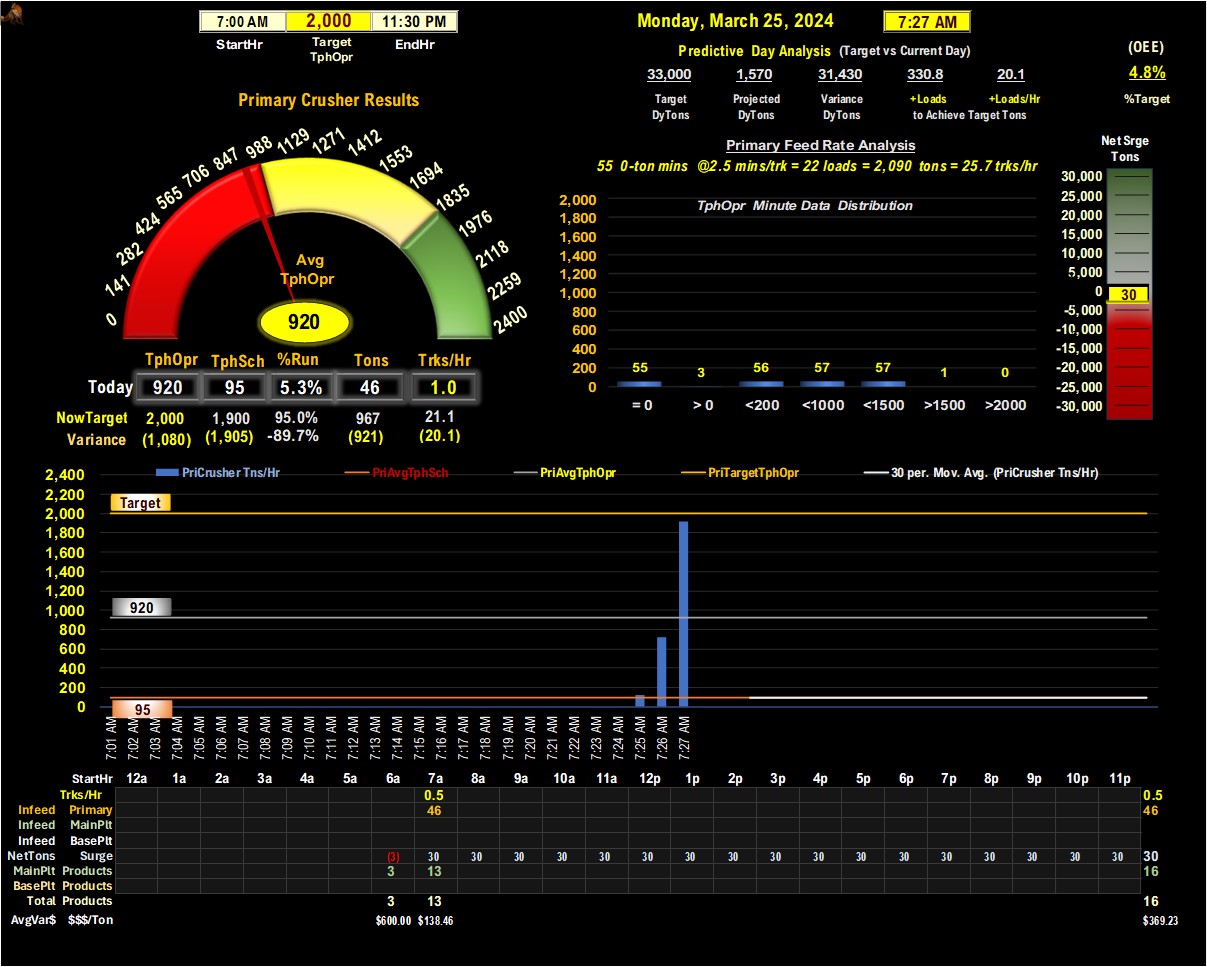 7:00 AM 2,000 11:30 PM
StartHr Target TphOpr EndHr
Monday, March 25, 2024 7:27 AM
Predictive Day Analysis (Target vs Current Day)
33,000 1,570 31,430 330.8 20.1
Target DyTons Projected DyTons Variance DyTons +Loads +Loads/Hr
to Achieve Target Tons
(OEE)
4.8%
%Target
Primary Crusher Results
0 141 282 424 565 706 847 988 1129 1271 1412 1553 1694 1835 1976 2118 2259 2400
Avg
TphOpr
920
TphOpr TphSch %Run Tons Trks/Hr
Today 920 95 5.3% 46 1.0
NowTarget 2,000 1,900 95.0% 967 21.1
Variance (1,080) (1,905) -89.7% (921) (20.1)
Primary Feed Rate Analysis
55 0-ton mins @2.5 mins/trk = 22 loads = 2,090 tons = 25.7 trks/hr
TphOpr Minute Data Distribution
2,000
1,800
1,600
1,400
1,200
1,000
800
600
400
200
0
55 3 56 57 57 1 0
= 0 > 0 <200 <1000 <1500 >1500 >2000
Net Srge
Tons
30,000
25,000
20,000
15,000
10,000
5,000
0
30
-5,000
-10,000
-15,000
-20,000
-25,000
-30,000
PriCrusher Tns/Hr PriAvgTphSch PriAvgTphOpr PriTargetTphOpr 30 per. Mov. Avg. (PriCrusher Tns/Hr)
2,400
2,200
Target
2,000
1,800
1,600
1,400
1,200
1,000
920
800
600
400
200
0
95
7:01 AM 7:02 AM 7:03 AM 7:04 AM 7:05 AM 7:06 AM 7:07 AM 7:08 AM 7:09 AM 7:10 AM 7:11 AM 7:12 AM 7:13 AM 7:14 AM 7:15 AM 7:16 AM 7:17 AM 7:18 AM 7:19 AM 7:20 AM 7:21 AM 7:22 AM 7:23 AM 7:24 AM 7:25 AM 7:26 AM 7:27 AM
StartHr 12a 1a 2a 3a 4a 5a 6a 7a 8a 9a 10a 11a 12p 1p 2p 3p 4p 5p 6p 7p 8p 9p 10p 11p
Trks/Hr 0.5 0.5
Infeed Primary 46 46
Infeed MainPlt
Infeed BasePlt
NetTons Surge (3) 30 30 30 30 30 30 30 30 30 30 30 30 30 30 30 30 30 30
MainPlt Products 3 13 16
BasePlt Products
Total Products 3 13 16
AvgVar$ $$$/Ton $600.00 $138.46 $369.23